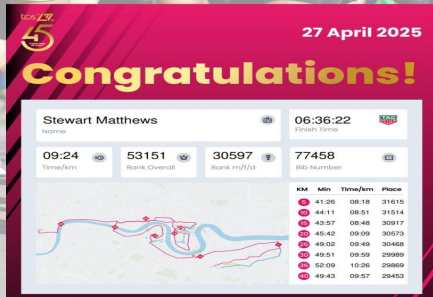 tcs
45
27 April 2025
Congratulations!
Stewart Matthews
Name
06:36:22
Finish Time
TAG
09:24
Time/km
53151
Rank Overall
30597
Rank m/f/d
77458
Bib Number
KM Min Time/km Place
5 41:26 08:18 31615
10 44:11 08:51 31514
15 43:57 08:48 30917
20 45:42 09:09 30573
25 49:02 09:49 30468
30 49:51 09:59 29989
35 52:09 10:26 29869
40 49:43 09:57 29453